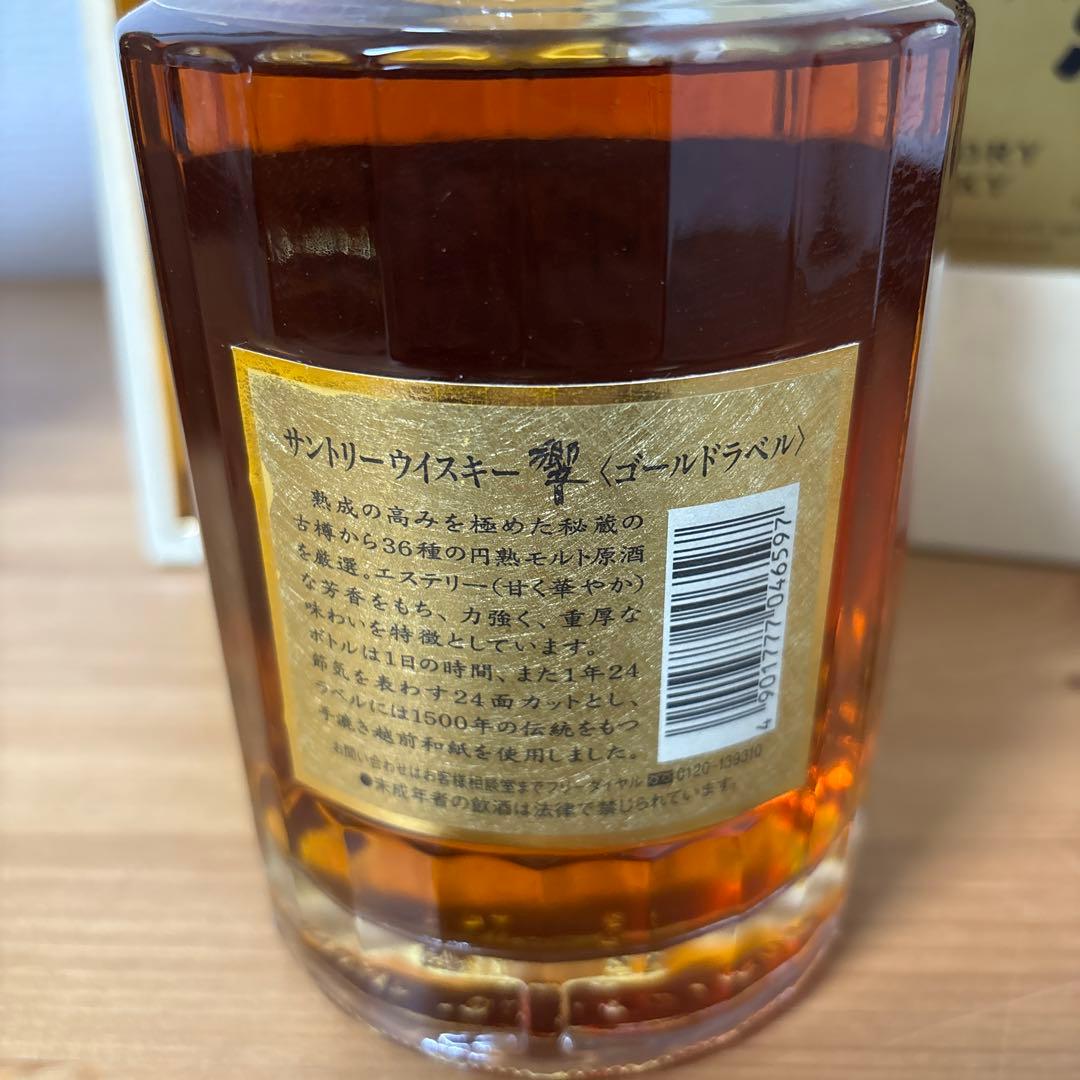 サントリーウイスキー 響〈ゴールドラベル〉
熟成の高みを極めた秘蔵の
古樽から36種の円熟モルト原酒
を厳選。エステリー(甘く華やか)
な芳香をもち、力強く、重厚な
味わいを特徴としています。
ボトルは1日の時間、また1年24
節気を表わす24面カットとし、
ラベルには1500年の伝統をもつ
手漉き越前和紙を使用しました。
お問い合わせはお客様相談室までフリーダイヤル 0120-139310
●未成年者の飲酒は法律で禁じられています。
4 901777 046597